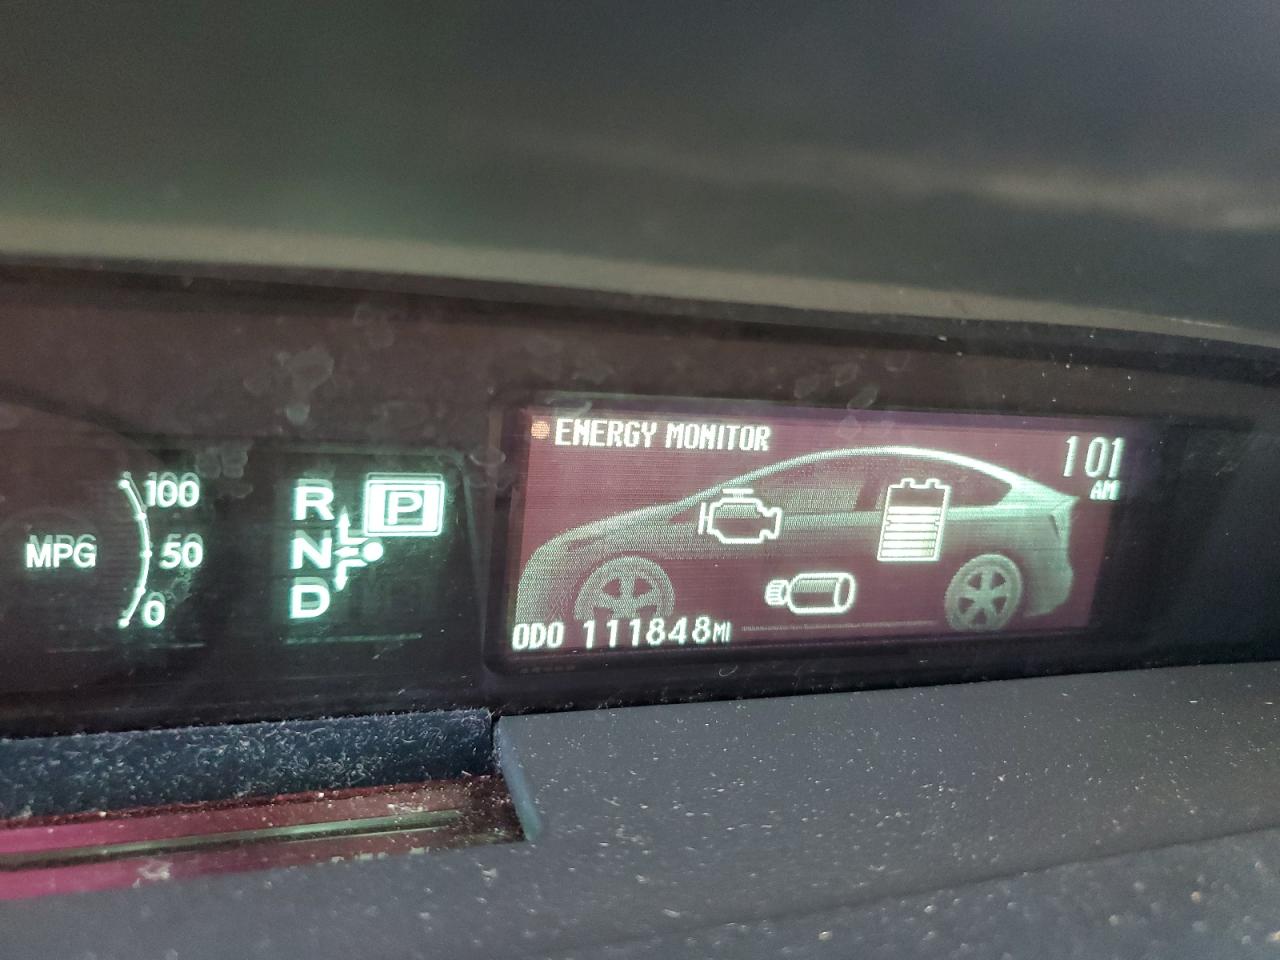 MPG
100
50
0
R
N
D
P
ENERGY MONITOR
101
AM
ODO 111848MI